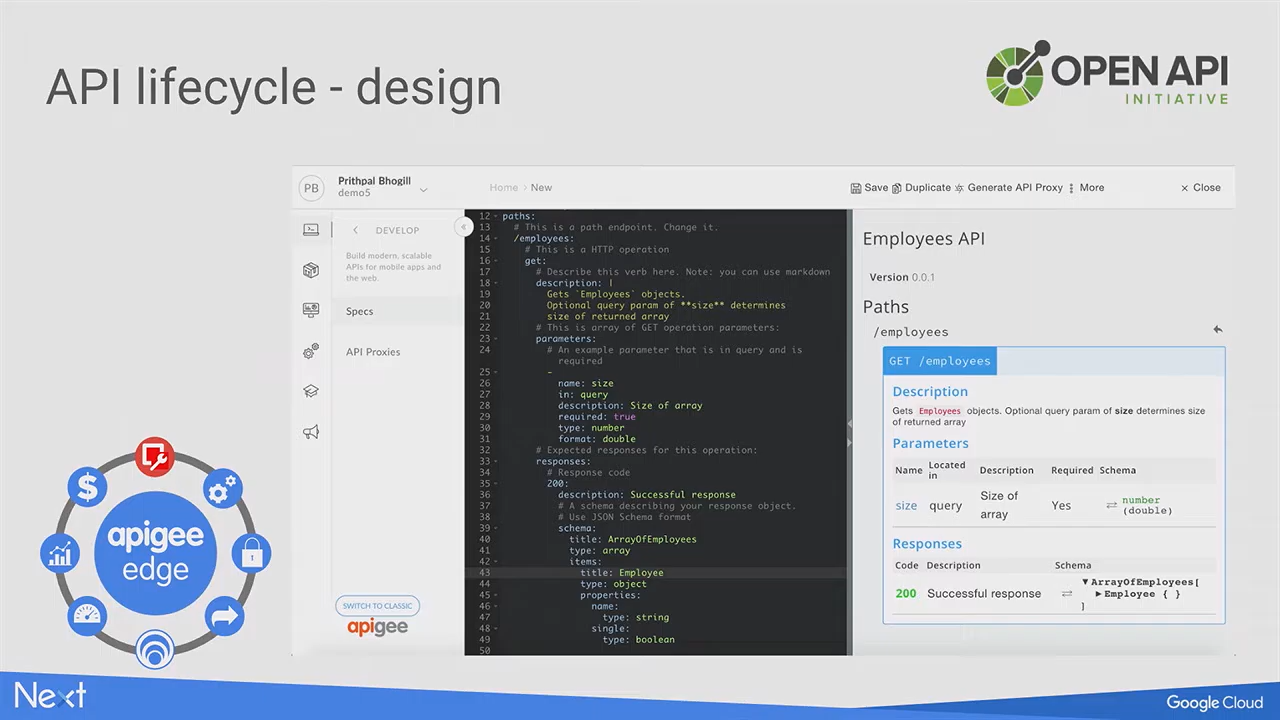 API lifecycle - design
OPEN API
INITIATIVE
PB
Prithpal Bhogill
demo5
Home > New
Save
Duplicate
Generate API Proxy
More
× Close
DEVELOP
Build modern, scalable
APIs for mobile apps and
the web.
Specs
API Proxies
SWITCH TO CLASSIC
apigee
12 paths:
13 # This is a path endpoint. Change it.
14 /employees:
15 # This is a HTTP operation
16 get:
17 # Describe this verb here. Note: you can use markdown
18 description: |
19 Gets `Employees` objects.
20 Optional query param of **size** determines
21 size of returned array
22 # This is array of GET operation parameters:
23 parameters:
24 # An example parameter that is in query and is
required
25 -
26 name: size
27 in: query
28 description: Size of array
29 required: true
30 type: number
31 format: double
32 # Expected responses for this operation:
33 responses:
34 # Response code
35 200:
36 description: Successful response
37 # A schema describing your response object.
38 # Use JSON Schema format
39 schema:
40 title: ArrayOfEmployees
41 type: array
42 items:
43 title: Employee
44 type: object
45 properties:
46 name:
47 type: string
48 single:
49 type: boolean
50
Employees API
Version 0.0.1
Paths
/employees
GET /employees
Description
Gets Employees objects. Optional query param of size determines size
of returned array
Parameters
Name Located in Description Required Schema
size query Size of array Yes number (double)
Responses
Code Description Schema
200 Successful response ArrayOfEmployees[
Employee { }
]
$
apigee
edge
Next
Google Cloud